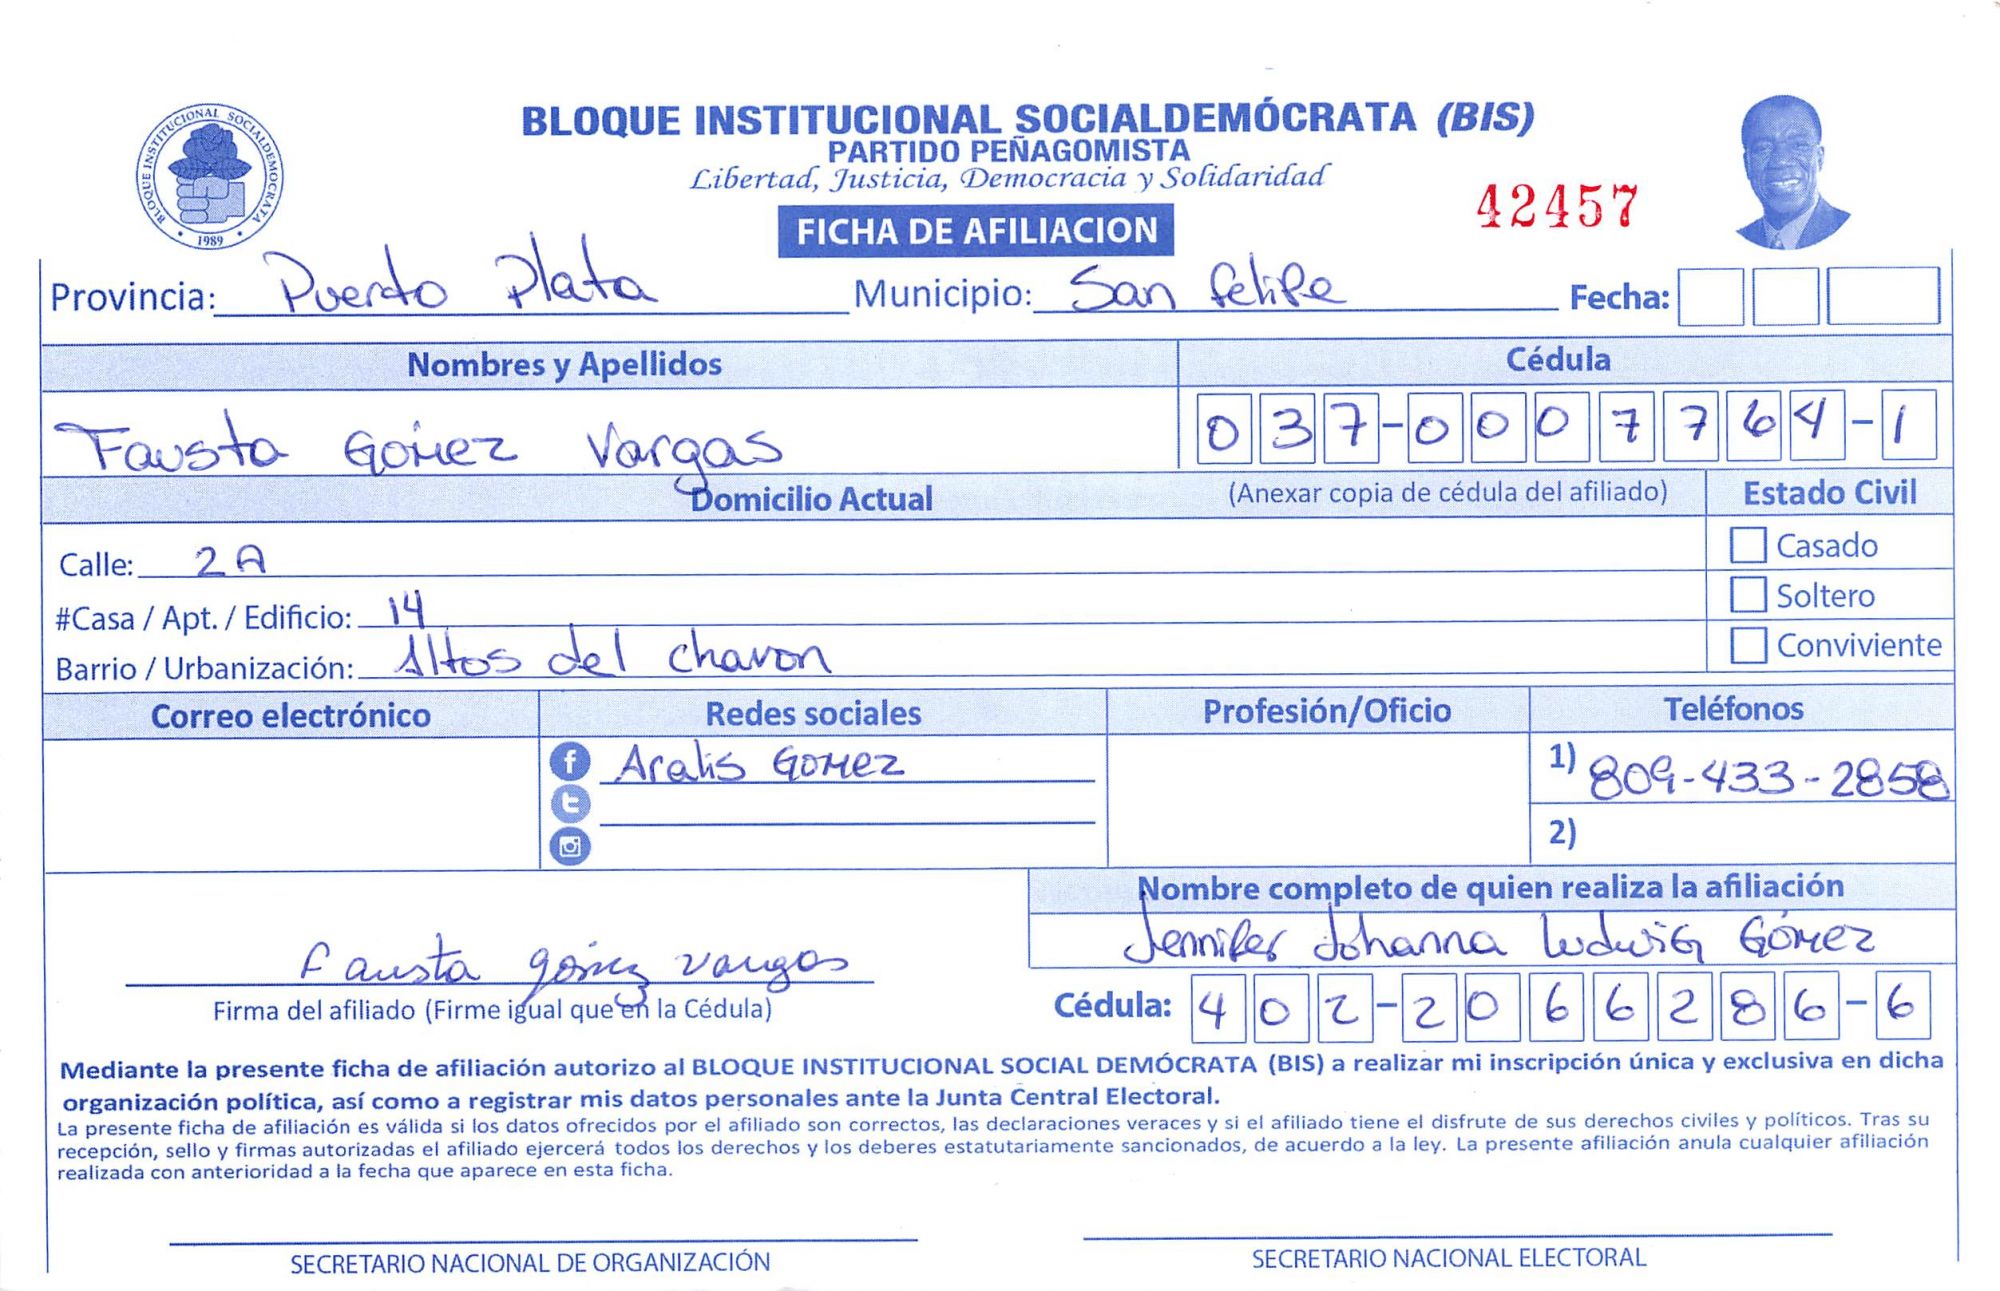 BLOQUE INSTITUCIONAL SOCIALDEMÓCRATA (BIS)
PARTIDO PEÑAGOMISTA
Libertad, Justicia, Democracia y Solidaridad
42457
FICHA DE AFILIACION
BLOQUE INSTITUCIONAL SOCIALDEMOCRATA
• 1989 •
Provincia: Puerto Plata Municipio: San felipe Fecha:
Nombres y Apellidos Cédula
Fausta Gómez Vargas 037-0007764-1
Domicilio Actual (Anexar copia de cédula del afiliado) Estado Civil
Calle: 2A Casado
#Casa / Apt. / Edificio: 14 Soltero
Barrio / Urbanización: Altos del chavon Conviviente
Correo electrónico Redes sociales Profesión/Oficio Teléfonos
Aralis Gomez 1) 809-433-2858
2)
Nombre completo de quien realiza la afiliación
Jennifer Johanna Ludwig Gómez
Fausta gómez vargas
Firma del afiliado (Firme igual que en la Cédula) Cédula: 402-2066286-6
Mediante la presente ficha de afiliación autorizo al BLOQUE INSTITUCIONAL SOCIAL DEMÓCRATA (BIS) a realizar mi inscripción única y exclusiva en dicha
organización política, así como a registrar mis datos personales ante la Junta Central Electoral.
La presente ficha de afiliación es válida si los datos ofrecidos por el afiliado son correctos, las declaraciones veraces y si el afiliado tiene el disfrute de sus derechos civiles y políticos. Tras su
recepción, sello y firmas autorizadas el afiliado ejercerá todos los derechos y los deberes estatutariamente sancionados, de acuerdo a la ley. La presente afiliación anula cualquier afiliación
realizada con anterioridad a la fecha que aparece en esta ficha.
SECRETARIO NACIONAL DE ORGANIZACIÓN SECRETARIO NACIONAL ELECTORAL